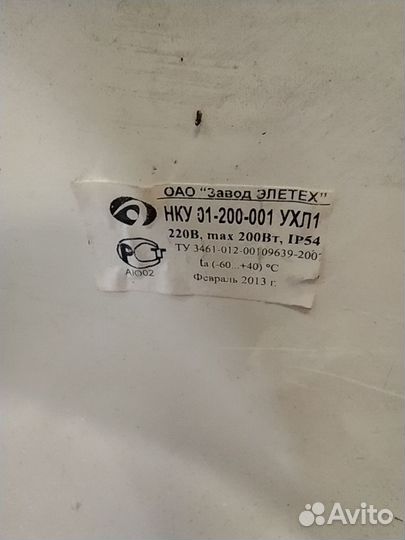 ОАО "Завод ЭЛЕТЕХ"
НКУ 01-200-001 УХЛ1
220В, max 200Вт, IP54
ТУ 3461-012-00109639-200
ta (-60...+40) °C
Февраль 2013 г.
РСТ
АЮ02
Avito